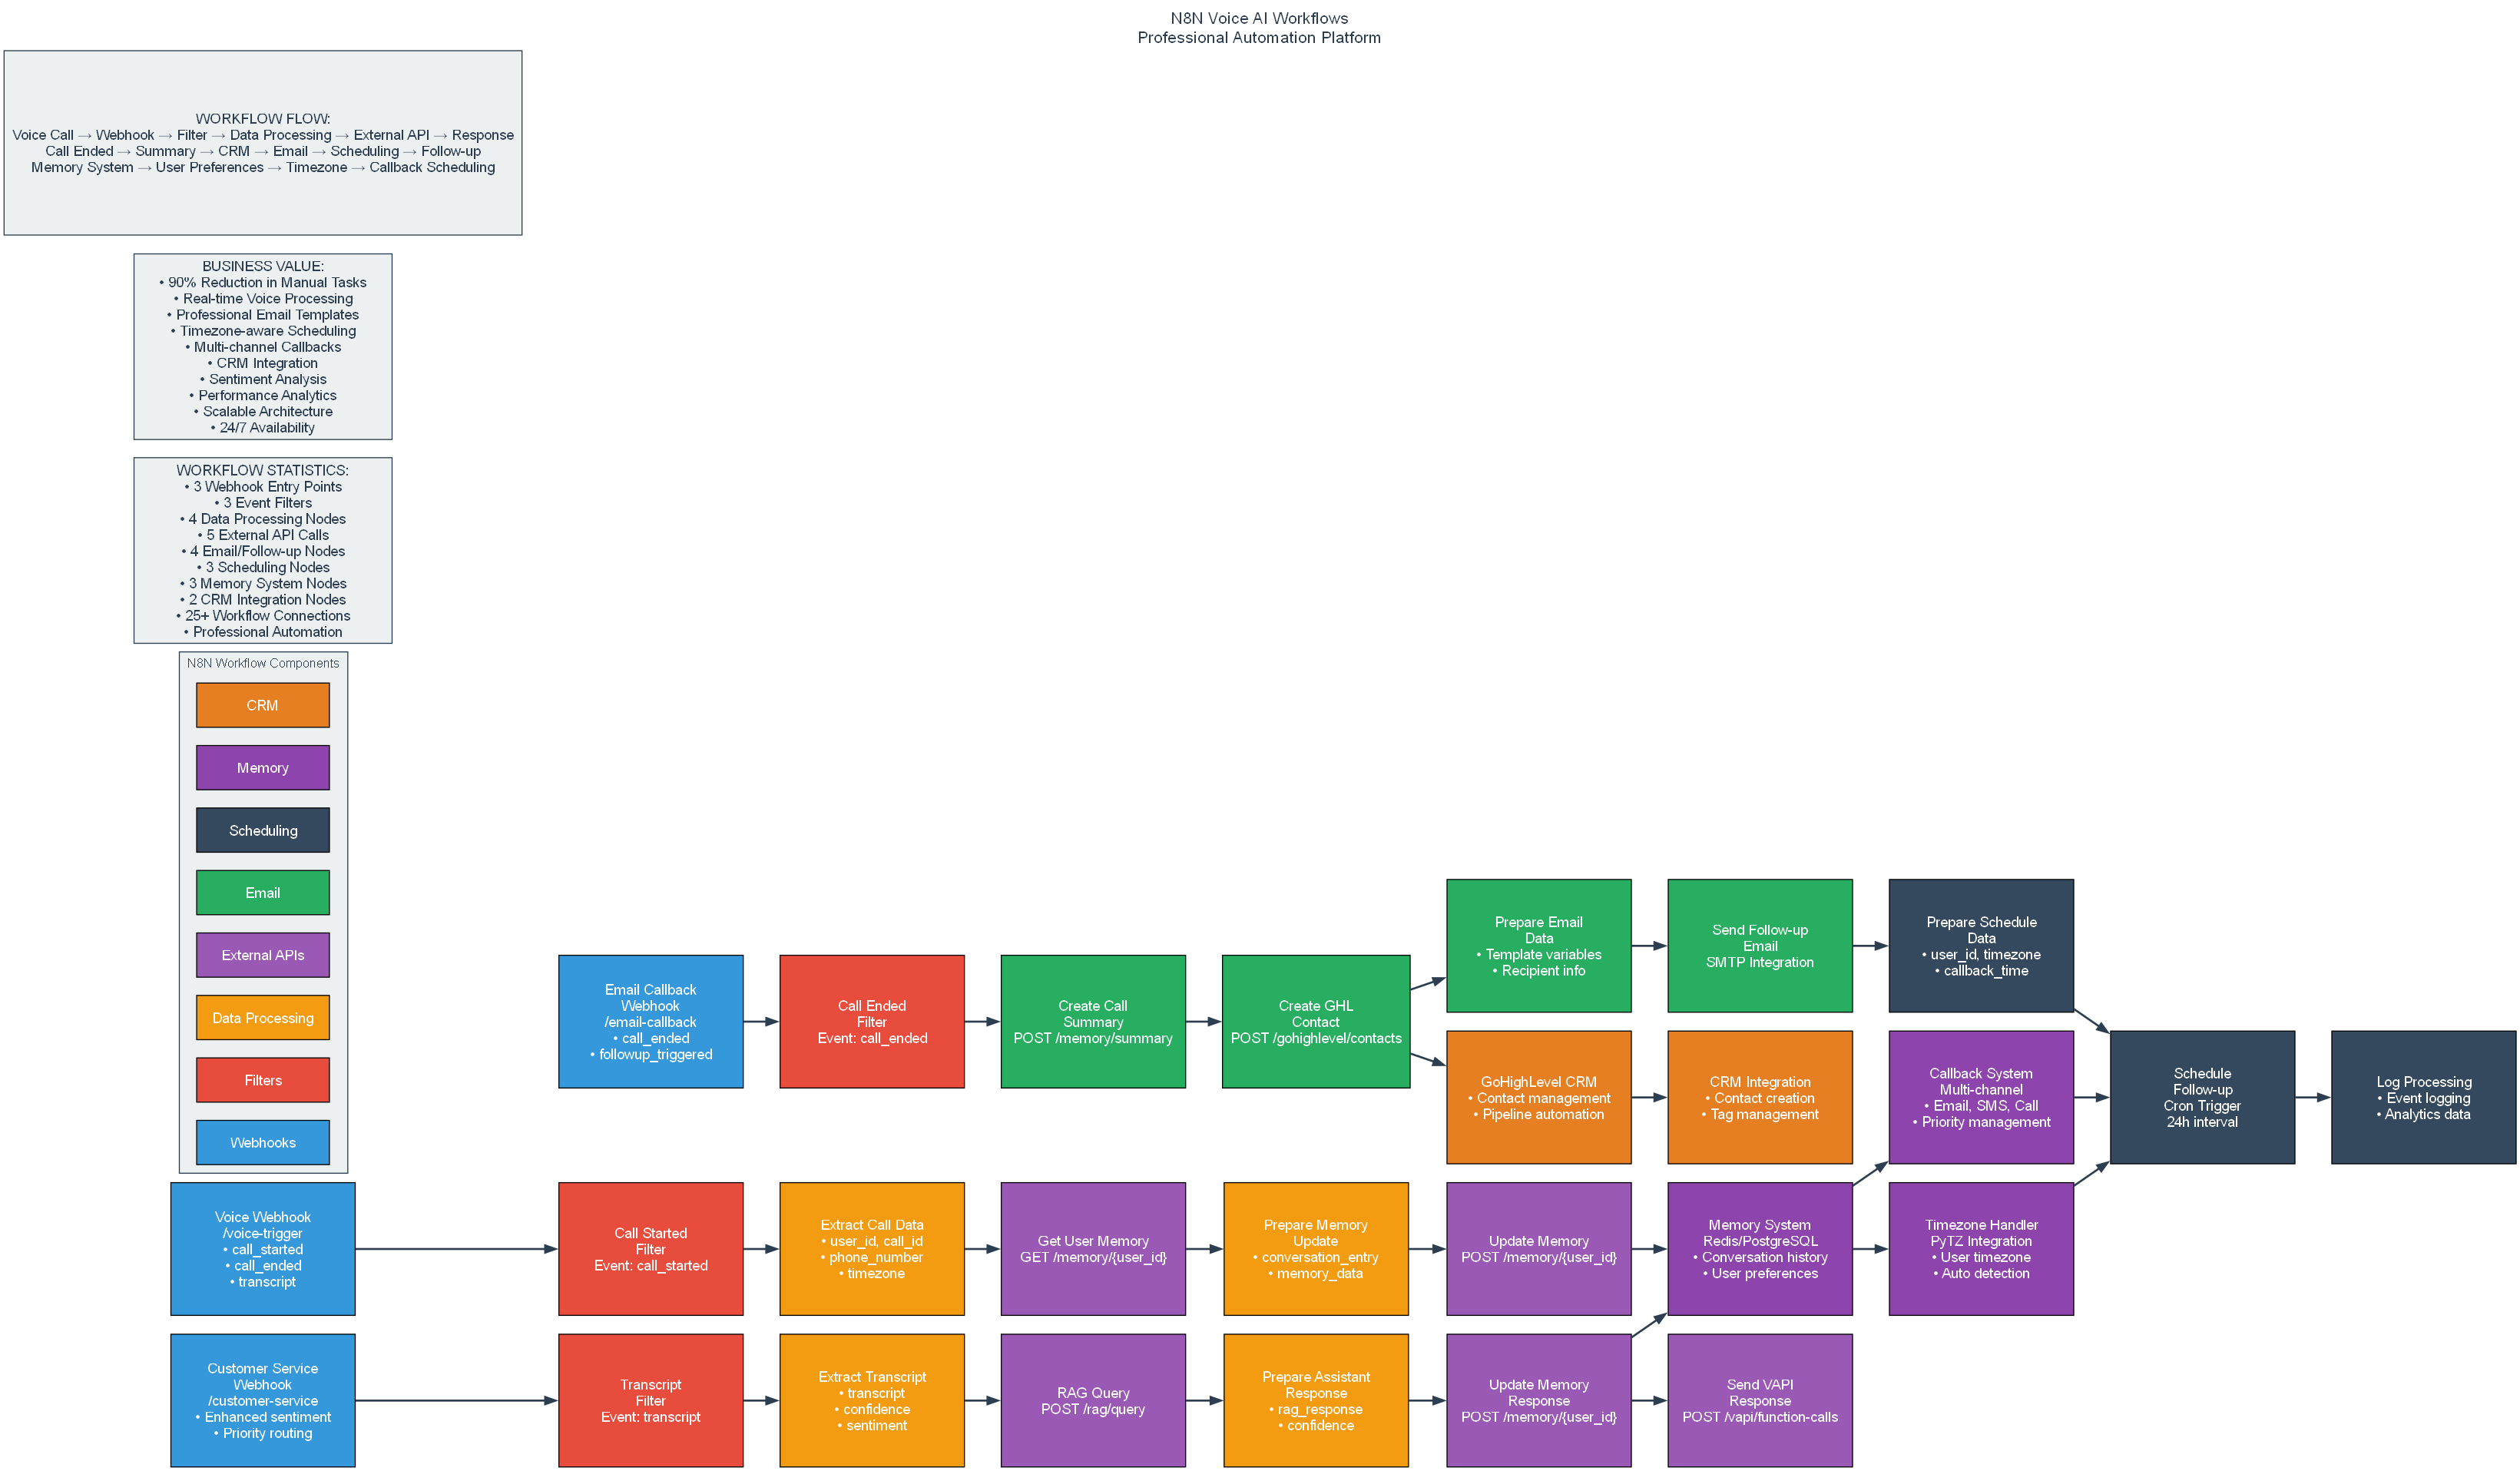 N8N Voice AI Workflows
Professional Automation Platform
WORKFLOW FLOW:
Voice Call → Webhook → Filter → Data Processing → External API → Response
Call Ended → Summary → CRM → Email → Scheduling → Follow-up
Memory System → User Preferences → Timezone → Callback Scheduling
BUSINESS VALUE:
• 90% Reduction in Manual Tasks
• Real-time Voice Processing
• Professional Email Templates
• Timezone-aware Scheduling
• Multi-channel Callbacks
• CRM Integration
• Sentiment Analysis
• Performance Analytics
• Scalable Architecture
• 24/7 Availability
WORKFLOW STATISTICS:
• 3 Webhook Entry Points
• 3 Event Filters
• 4 Data Processing Nodes
• 5 External API Calls
• 4 Email/Follow-up Nodes
• 3 Scheduling Nodes
• 3 Memory System Nodes
• 2 CRM Integration Nodes
• 25+ Workflow Connections
• Professional Automation
N8N Workflow Components
CRM
Memory
Scheduling
Email
External APIs
Data Processing
Filters
Webhooks
Email Callback
Webhook
/email-callback
• call_ended
• followup_triggered
Call Ended
Filter
Event: call_ended
Create Call
Summary
POST /memory/summary
Create GHL
Contact
POST /gohighlevel/contacts
Prepare Email
Data
• Template variables
• Recipient info
Send Follow-up
Email
SMTP Integration
Prepare Schedule
Data
• user_id, timezone
• callback_time
GoHighLevel CRM
• Contact management
• Pipeline automation
CRM Integration
• Contact creation
• Tag management
Callback System
Multi-channel
• Email, SMS, Call
• Priority management
Schedule
Follow-up
Cron Trigger
24h interval
Log Processing
• Event logging
• Analytics data
Voice Webhook
/voice-trigger
• call_started
• call_ended
• transcript
Call Started
Filter
Event: call_started
Extract Call Data
• user_id, call_id
• phone_number
• timezone
Get User Memory
GET /memory/{user_id}
Prepare Memory
Update
• conversation_entry
• memory_data
Update Memory
POST /memory/{user_id}
Memory System
Redis/PostgreSQL
• Conversation history
• User preferences
Timezone Handler
PyTZ Integration
• User timezone
• Auto detection
Customer Service
Webhook
/customer-service
• Enhanced sentiment
• Priority routing
Transcript
Filter
Event: transcript
Extract Transcript
• transcript
• confidence
• sentiment
RAG Query
POST /rag/query
Prepare Assistant
Response
• rag_response
• confidence
Update Memory
Response
POST /memory/{user_id}
Send VAPI
Response
POST /vapi/function-calls